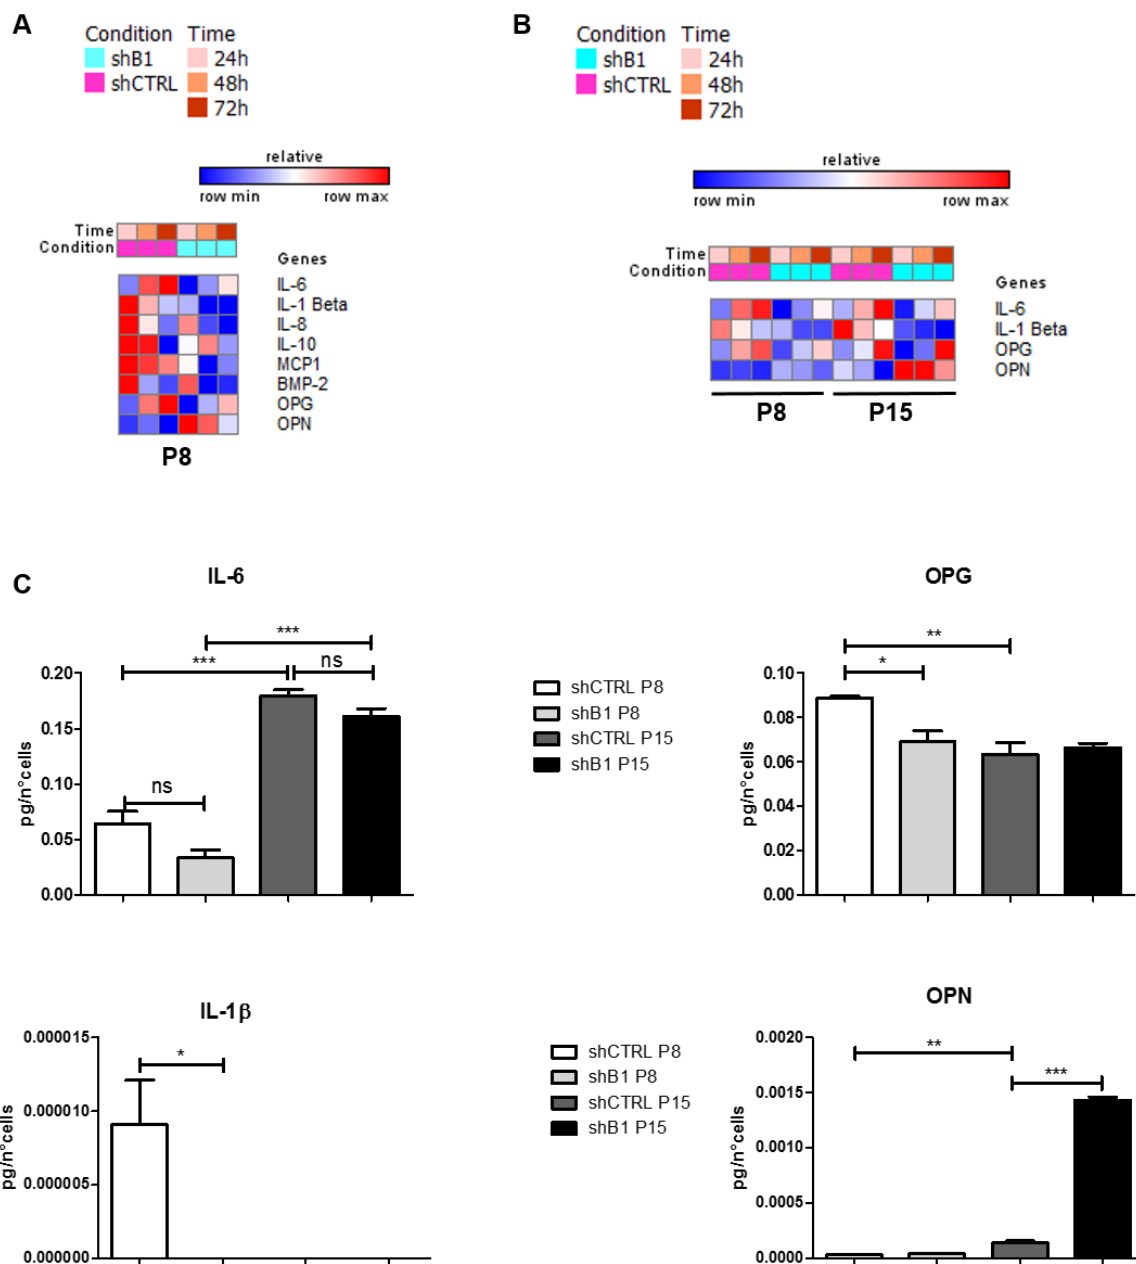 A
Condition Time
shB1 24h
shCTRL 48h
72h
relative
row min row max
Time
Condition
Genes
IL-6
IL-1 Beta
IL-8
IL-10
MCP1
BMP-2
OPG
OPN
P8
B
Condition Time
shB1 24h
shCTRL 48h
72h
relative
row min row max
Time
Condition
Genes
IL-6
IL-1 Beta
OPG
OPN
P8 P15
C
IL-6
***
*** ns
ns
pg/n°cells
0.20
0.15
0.10
0.05
0.00
shCTRL P8
shB1 P8
shCTRL P15
shB1 P15
OPG
**
*
pg/n°cells
0.10
0.08
0.06
0.04
0.02
0.00
IL-1β
*
pg/n°cells
0.000015
0.000010
0.000005
0.000000
shCTRL P8
shB1 P8
shCTRL P15
shB1 P15
OPN
**
***
pg/n°cells
0.0020
0.0015
0.0010
0.0005
0.0000